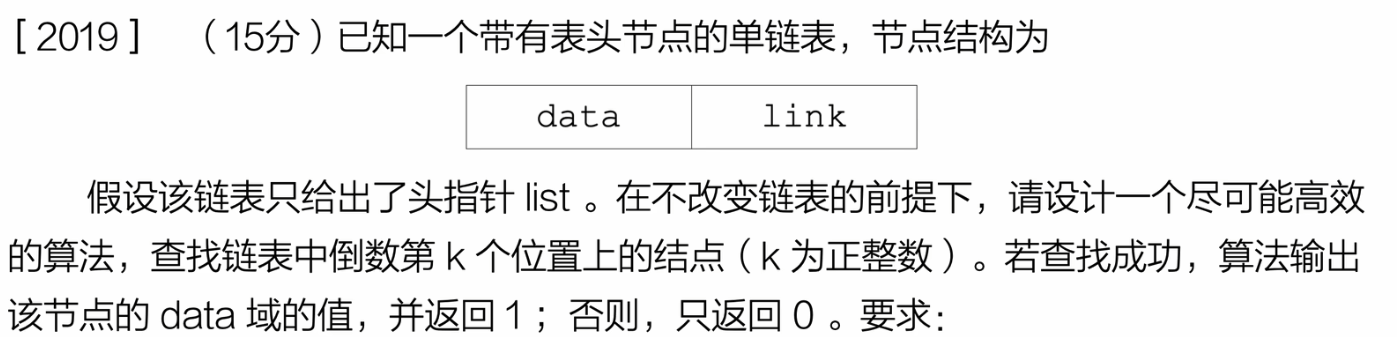 [ 2019 ] （ 15分 ）已知一个带有表头节点的单链表，节点结构为
data link
假设该链表只给出了头指针 list 。在不改变链表的前提下，请设计一个尽可能高效
的算法，查找链表中倒数第 k 个位置上的结点（ k 为正整数 ）。若查找成功，算法输出
该节点的 data 域的值，并返回 1 ； 否则，只返回 0 。要求：